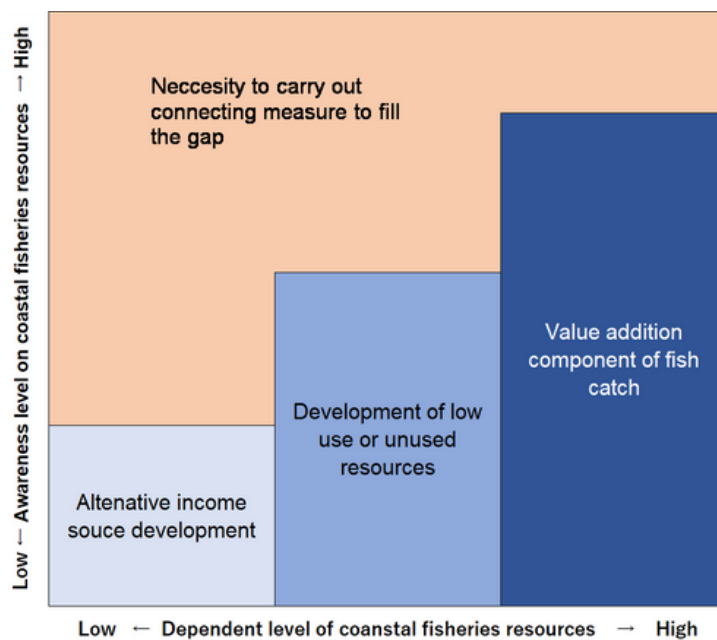 Neccesity to carry out
connecting measure to fill
the gap
Value addition
component of fish
catch
Development of low
use or unused
resources
Altenative income
souce development
Low ← Awareness level on coastal fisheries resources → High
Low ← Dependent level of coanstal fisheries resources → High